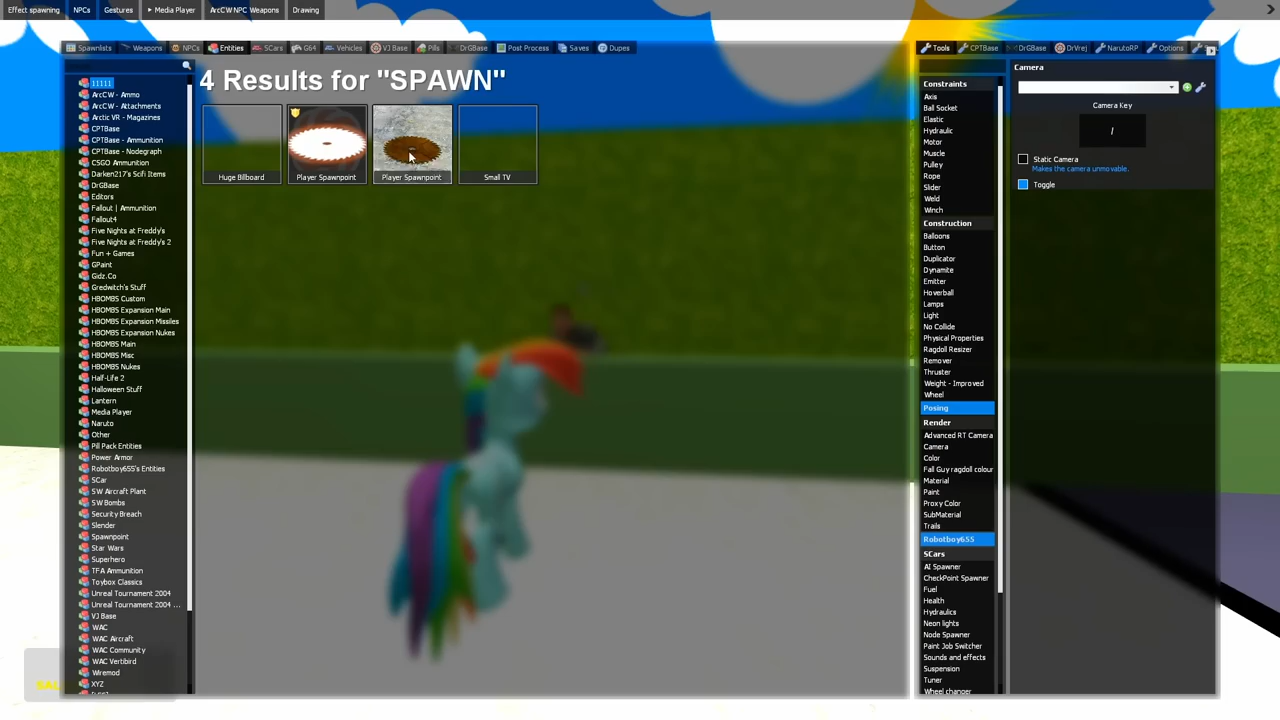 Effect spawning NPCs Gestures Media Player ArcCW NPC Weapons Drawing
Spawnlists Weapons NPCs Entities SCars G64 Vehicles VJ Base Pills DrGBase Post Process Saves Dupes
4 Results for "SPAWN"
Huge Billboard
Player Spawnpoint
Player Spawnpoint
Small TV
11111
ArcCW - Ammo
ArcCW - Attachments
Arctic VR - Magazines
CPTBase
CPTBase - Ammunition
CPTBase - Nodegraph
CSGO Ammunition
Darken217's Scifi Items
DrGBase
Editors
Fallout | Ammunition
Fallout4
Five Nights at Freddy's
Five Nights at Freddy's 2
Fun + Games
GPaint
Gidz.Co
Gredwitch's Stuff
HBOMBS Custom
HBOMBS Expansion Main
HBOMBS Expansion Missiles
HBOMBS Expansion Nukes
HBOMBS Main
HBOMBS Misc
HBOMBS Nukes
Half-Life 2
Halloween Stuff
Lantern
Media Player
Naruto
Other
Pill Pack Entities
Power Armor
Robotboy655's Entities
SCar
SW Aircraft Plant
SW Bombs
Security Breach
Slender
Spawnpoint
Star Wars
Superhero
TFA Ammunition
Toybox Classics
Unreal Tournament 2004
Unreal Tournament 2004 ...
VJ Base
WAC
WAC Aircraft
WAC Community
WAC Vertibird
Wiremod
XYZ
Tools CPTBase DrGBase DrVrej NarutoRP Options
Constraints
Axis
Ball Socket
Elastic
Hydraulic
Motor
Muscle
Pulley
Rope
Slider
Weld
Winch
Construction
Balloons
Button
Duplicator
Dynamite
Emitter
Hoverball
Lamps
Light
No Collide
Physical Properties
Ragdoll Resizer
Remover
Thruster
Weight - Improved
Wheel
Posing
Render
Advanced RT Camera
Camera
Color
Fall Guy ragdoll colour
Material
Paint
Proxy Color
SubMaterial
Trails
Robotboy655
SCars
AI Spawner
CheckPoint Spawner
Fuel
Health
Hydraulics
Neon lights
Node Spawner
Paint Job Switcher
Sounds and effects
Suspension
Tuner
Wheel changer
Camera
Camera Key
/
Static Camera
Makes the camera unmovable.
Toggle